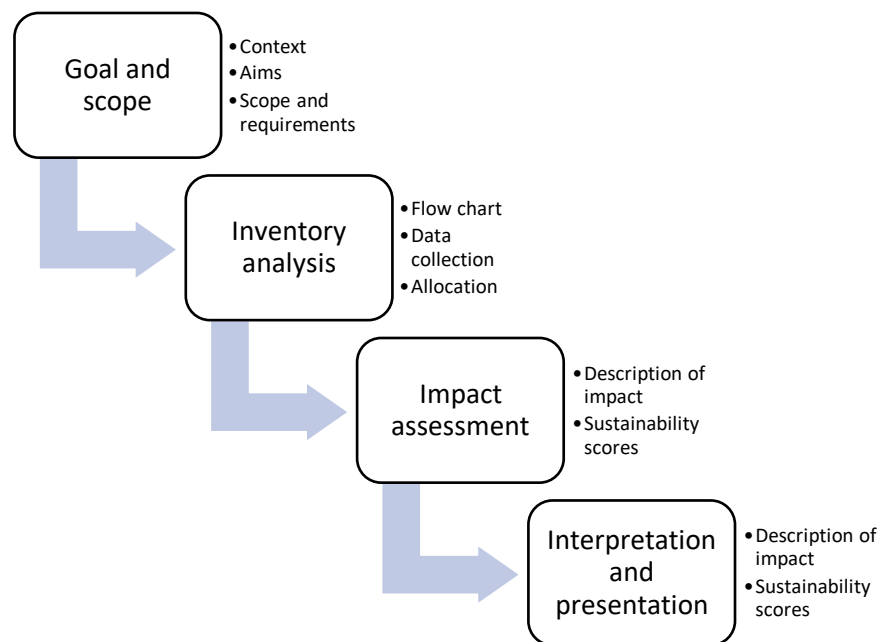 Goal and
scope
• Context
• Aims
• Scope and
requirements
Inventory
analysis
• Flow chart
• Data
collection
• Allocation
Impact
assessment
• Description of
impact
• Sustainability
scores
Interpretation
and
presentation
• Description of
impact
• Sustainability
scores